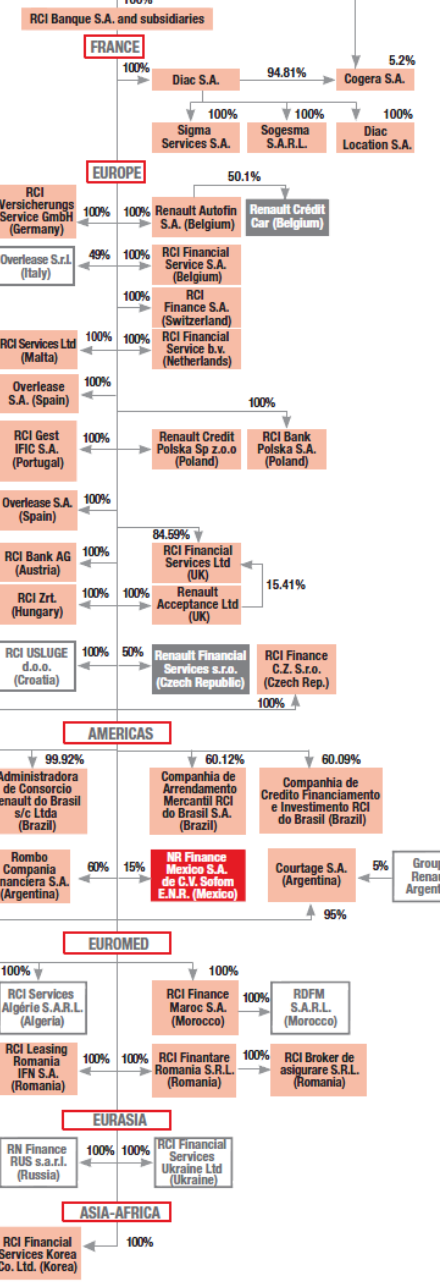 100%
RCI Banque S.A. and subsidiaries
FRANCE
5.2%
100%
Diac S.A.
94.81%
Cogera S.A.
100%
100%
100%
Sigma
Services S.A.
Sogesma
S.A.R.L.
Diac
Location S.A.
EUROPE
50.1%
RCI
Versicherungs
Service GmbH
(Germany)
100%
100%
Renault Autofin
S.A. (Belgium)
Renault Crédit
Car (Belgium)
Overlease S.r.l.
(Italy)
49%
100%
RCI Financial
Service S.A.
(Belgium)
100%
RCI
Finance S.A.
(Switzerland)
RCI Services Ltd
(Malta)
100%
100%
RCI Financial
Service b.v.
(Netherlands)
Overlease
S.A. (Spain)
100%
100%
RCI Gest
IFIC S.A.
(Portugal)
100%
Renault Credit
Polska Sp z.o.o
(Poland)
RCI Bank
Polska S.A.
(Poland)
Overlease S.A.
(Spain)
100%
84.59%
RCI Bank AG
(Austria)
100%
RCI Financial
Services Ltd
(UK)
15.41%
RCI Zrt.
(Hungary)
100%
100%
Renault
Acceptance Ltd
(UK)
RCI USLUGE
d.o.o.
(Croatia)
100%
50%
Renault Financial
Services s.r.o.
(Czech Republic)
RCI Finance
C.Z. S.r.o.
(Czech Rep.)
100%
AMERICAS
99.92%
60.12%
60.09%
Administradora
de Consorcio
enault do Brasil
s/c Ltda
(Brazil)
Companhia de
Arrendamento
Mercantil RCI
do Brasil S.A.
(Brazil)
Companhia de
Credito Financiamento
e Investimento RCI
do Brasil (Brazil)
Rombo
Compania
nanciera S.A.
(Argentina)
60%
15%
NR Finance
Mexico S.A.
de C.V. Sofom
E.N.R. (Mexico)
Courtage S.A.
(Argentina)
5%
Group
Renau
Argent
95%
EUROMED
100%
100%
RCI Services
Algérie S.A.R.L.
(Algeria)
RCI Finance
Maroc S.A.
(Morocco)
100%
RDFM
S.A.R.L.
(Morocco)
RCI Leasing
Romania
IFN S.A.
(Romania)
100%
100%
RCI Finantare
Romania S.R.L.
(Romania)
100%
RCI Broker de
asigurare S.R.L.
(Romania)
EURASIA
RN Finance
RUS s.a.r.l.
(Russia)
100%
100%
RCI Financial
Services
Ukraine Ltd
(Ukraine)
ASIA-AFRICA
RCI Financial
Services Korea
Co. Ltd. (Korea)
100%